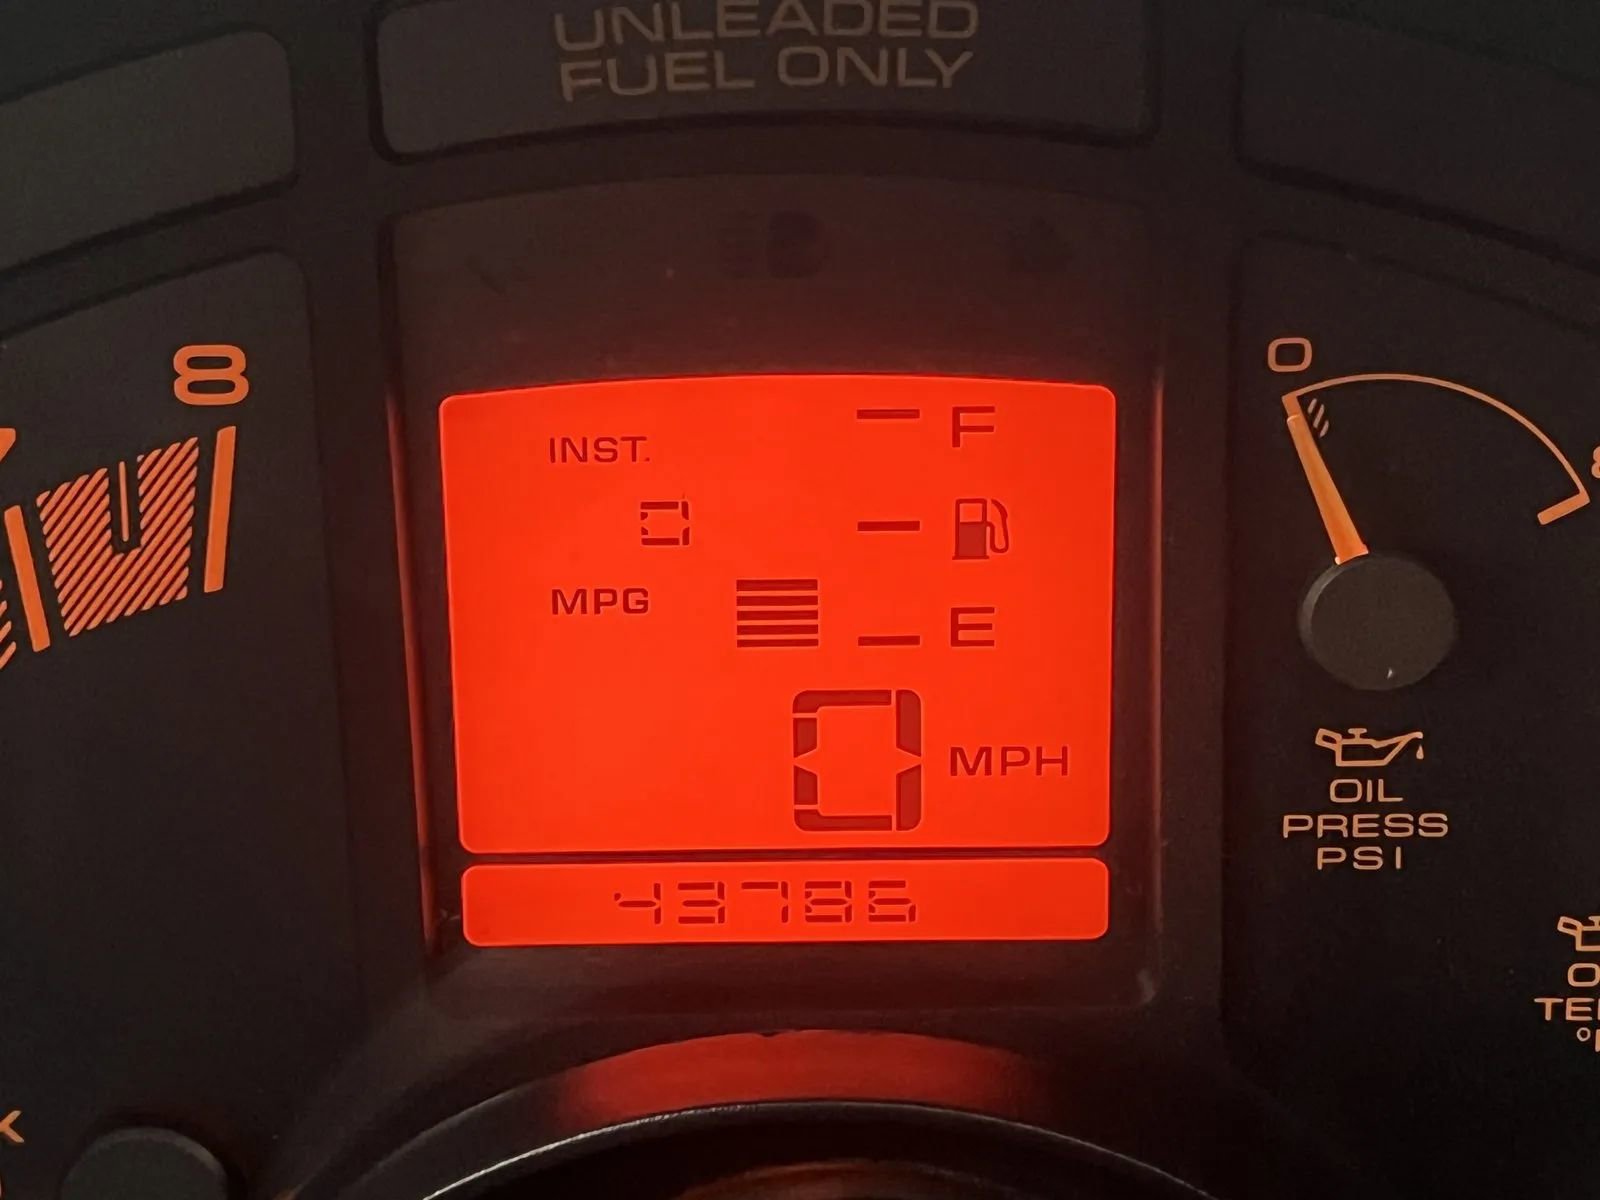 UNLEADED
FUEL ONLY
8
INST.
0
MPG
F
E
0 MPH
43786
0
OIL
PRESS
PSI